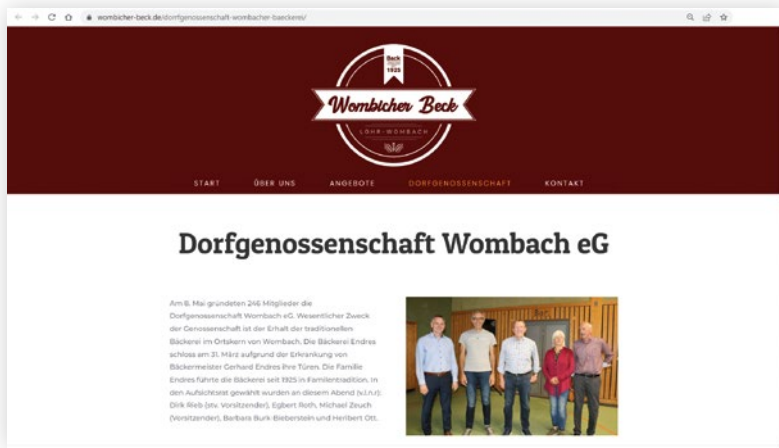 wombicher-beck.de/dorfgenossenschaft-wombacher-baeckerei/
Beck
1925
Wombicher Beck
LOHR-WOMBACH
START ÜBER UNS ANGEBOTE DORFGENOSSENSCHAFT KONTAKT
Dorfgenossenschaft Wombach eG
Am 6. Mai gründeten 246 Mitglieder die
Dorfgenossenschaft Wombach eG. Wesentlicher Zweck
der Genossenschaft ist der Erhalt der traditionellen
Bäckerei im Ortskern von Wombach. Die Bäckerei Endres
schloss am 31. März aufgrund der Erkrankung von
Bäckermeister Gerhard Endres ihre Türen. Die Familie
Endres führte die Bäckerei seit 1925 in Familientradition. In
den Aufsichtsrat gewählt wurden an diesem Abend (v.l.n.r):
Dirk Rieb (stv. Vorsitzender), Egbert Roth, Michael Zeuch
(Vorsitzender), Barbara Burk-Bieberstein und Heribert Ott.